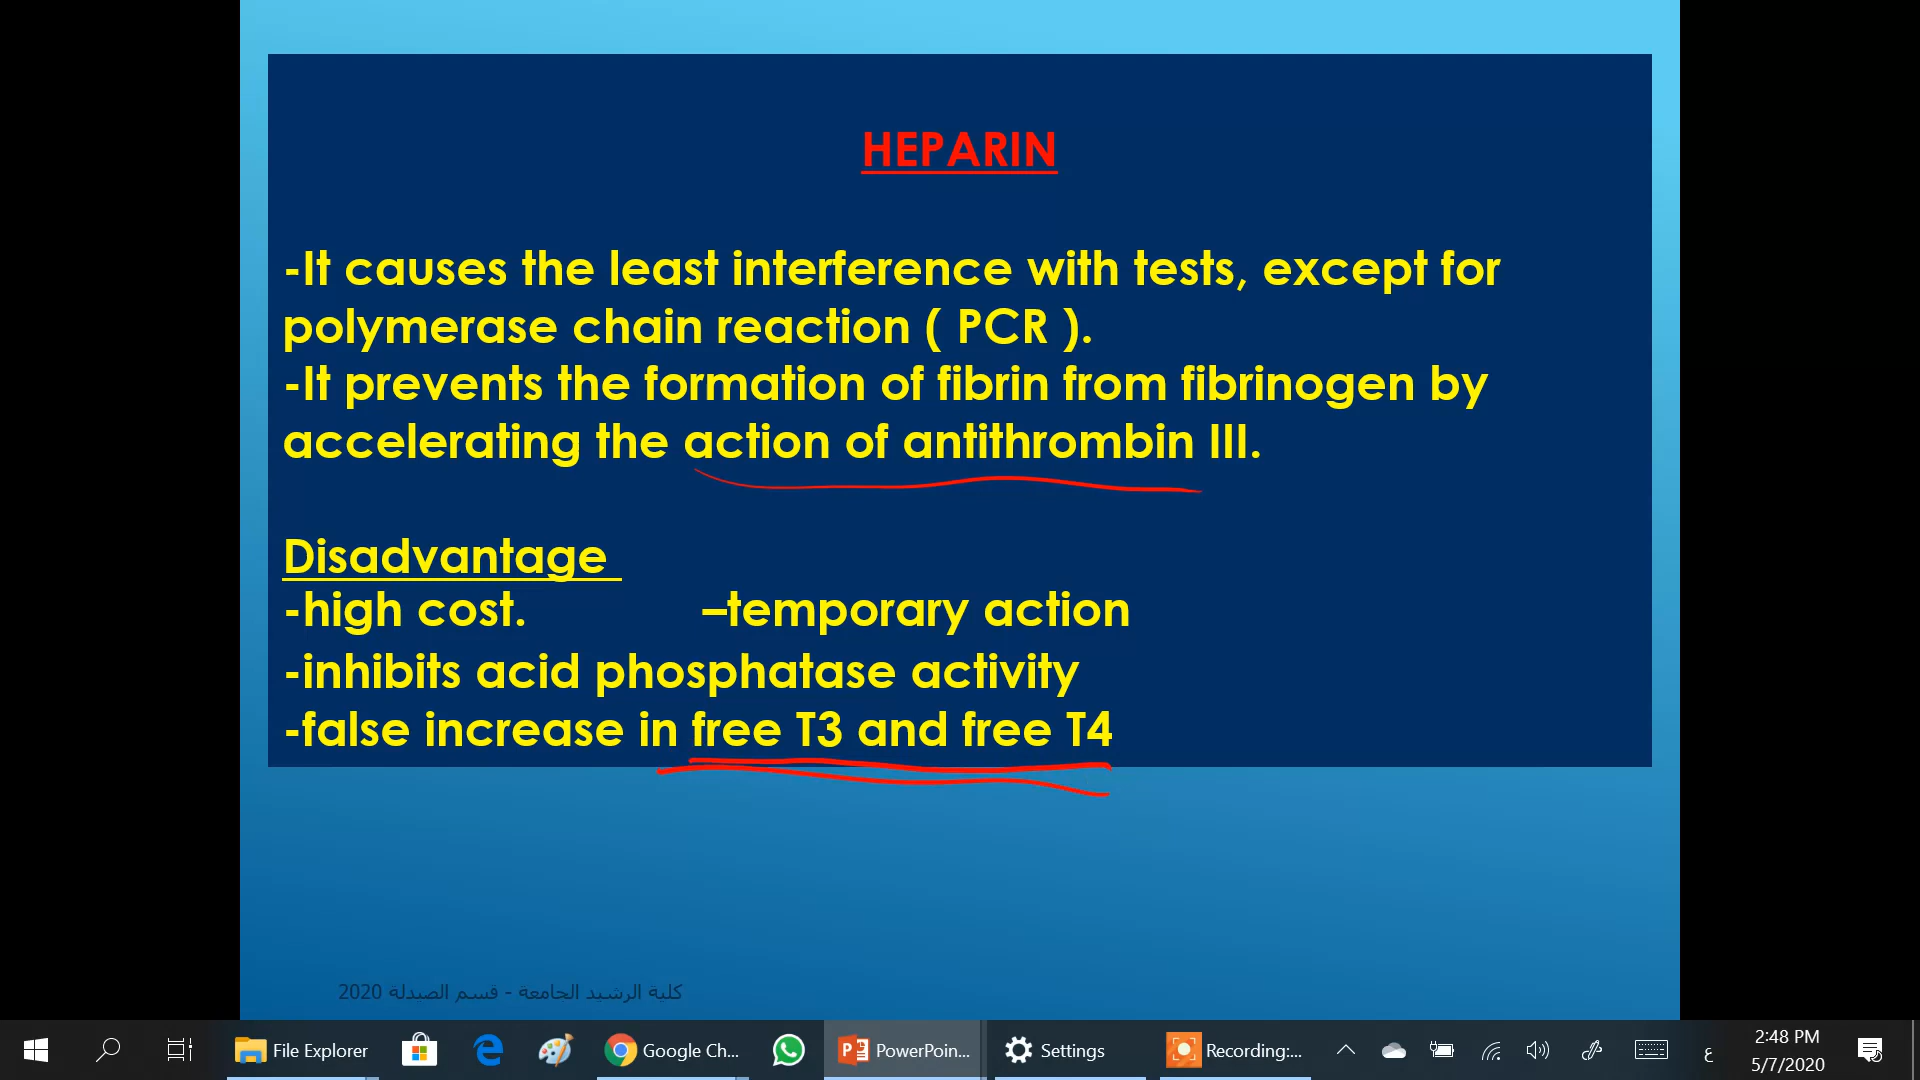 HEPARIN
-It causes the least interference with tests, except for
polymerase chain reaction ( PCR ).
-It prevents the formation of fibrin from fibrinogen by
accelerating the action of antithrombin III.
Disadvantage
-high cost. –temporary action
-inhibits acid phosphatase activity
-false increase in free T3 and free T4
كلية الرشيد الجامعة - قسم الصيدلة 2020
File Explorer
Google Ch...
PowerPoin...
Settings
Recording:...
ع
2:48 PM
5/7/2020